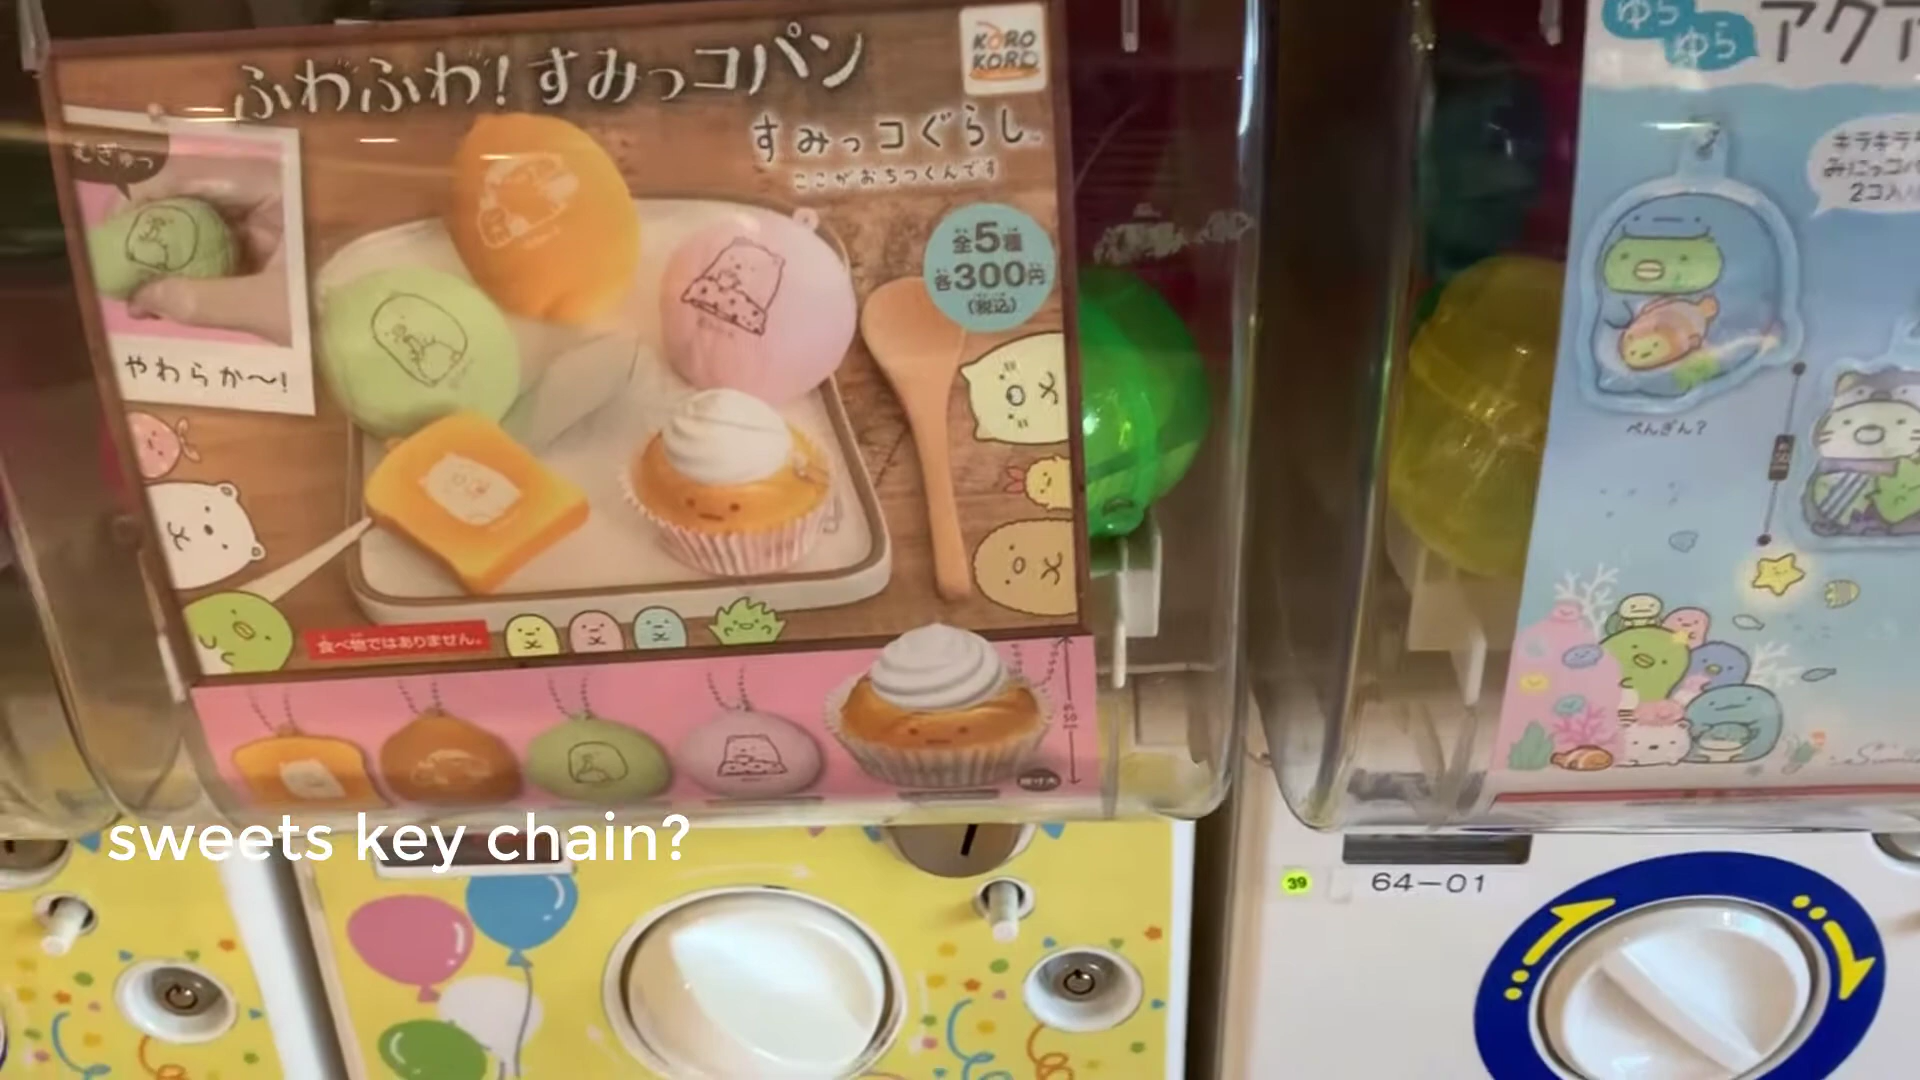 ふわふわ!すみっコパン
KORO
KORO
すみっコぐらし
ここがおちつくんです
むぎゅっ
やわらか〜!
全5種
各300円
(税込)
食べ物ではありません。
sweets key chain?
ゆら
ゆら
アクア
キラキラ
2コ入
ぺんぎん?
39
64-01